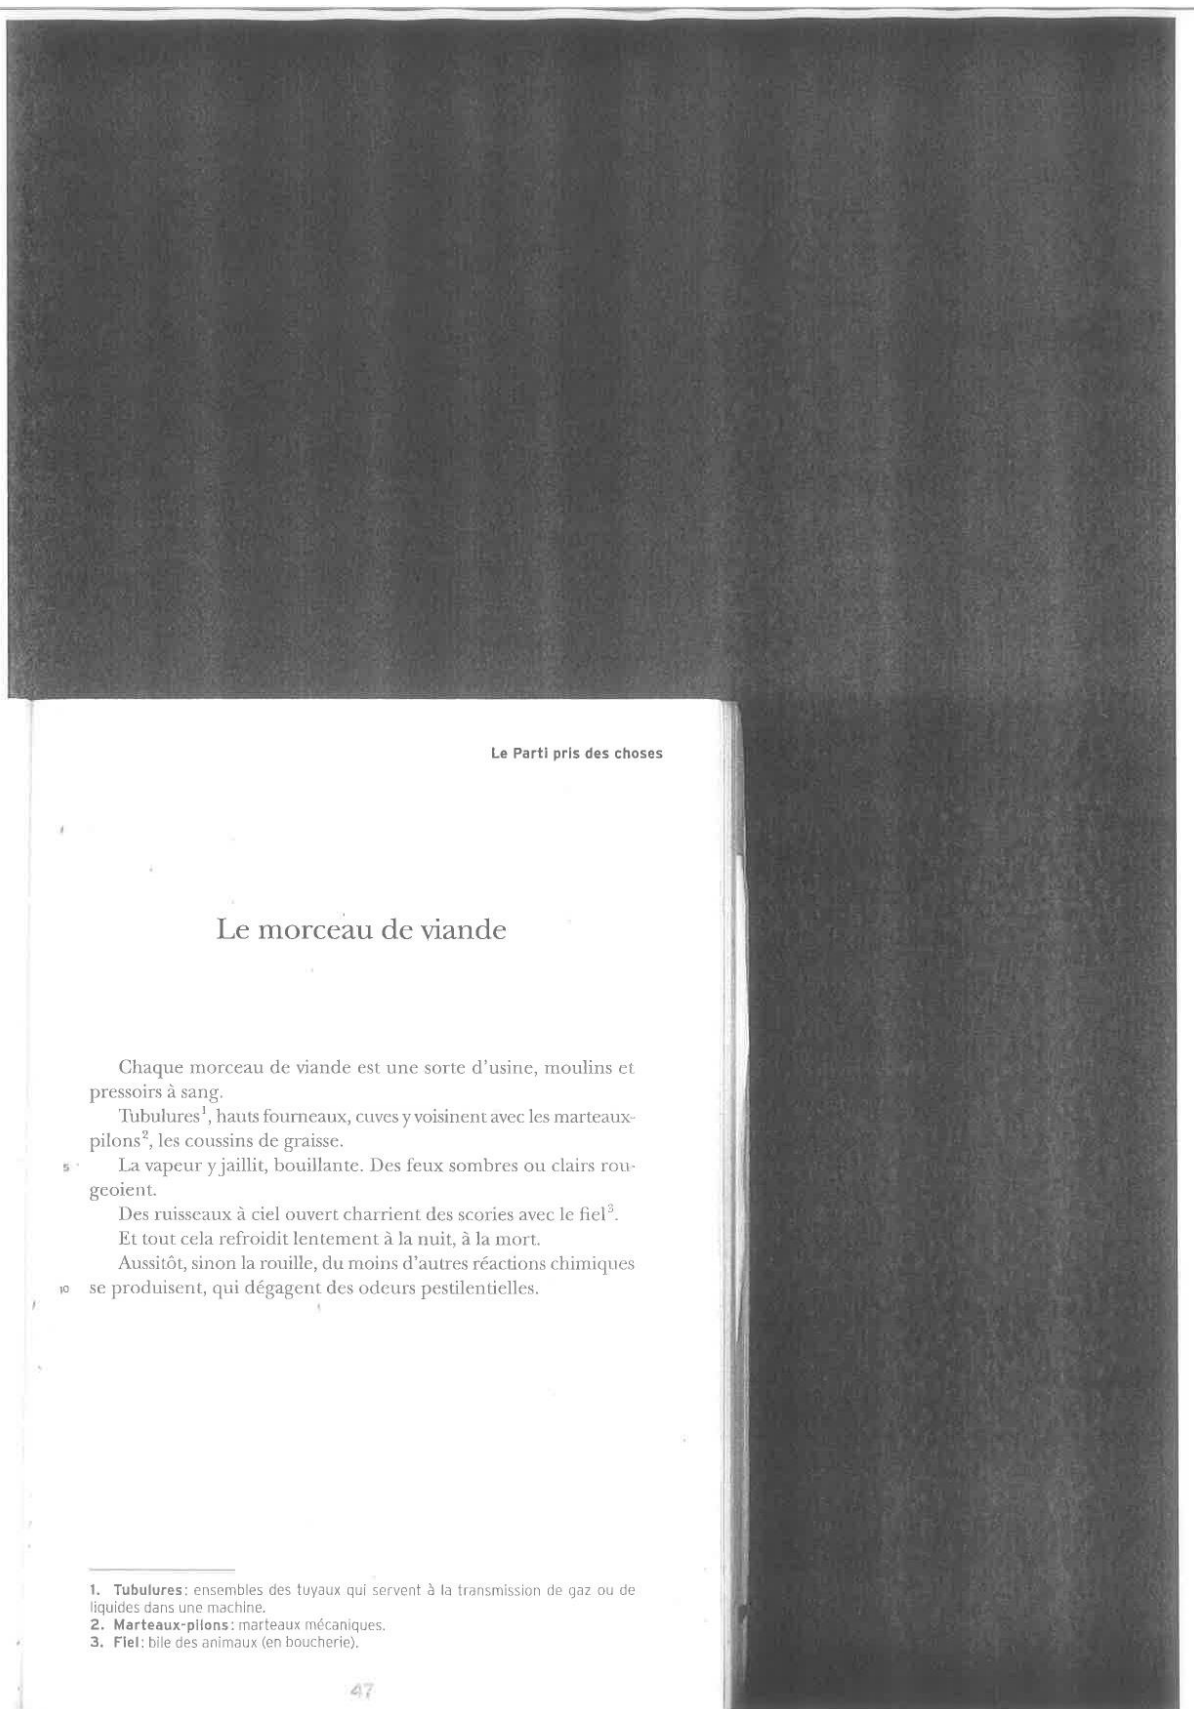 Le Parti pris des choses
Le morceau de viande
Chaque morceau de viande est une sorte d'usine, moulins et
pressoirs à sang.
Tubulures¹, hauts fourneaux, cuves y voisinent avec les marteaux-
pilons², les coussins de graisse.
5 La vapeur y jaillit, bouillante. Des feux sombres ou clairs rou-
geoient.
Des ruisseaux à ciel ouvert charrient des scories avec le fiel³.
Et tout cela refroidit lentement à la nuit, à la mort.
Aussitôt, sinon la rouille, du moins d'autres réactions chimiques
10 se produisent, qui dégagent des odeurs pestilentielles.
1. Tubulures: ensembles des tuyaux qui servent à la transmission de gaz ou de
liquides dans une machine.
2. Marteaux-pilons: marteaux mécaniques.
3. Fiel: bile des animaux (en boucherie).
47